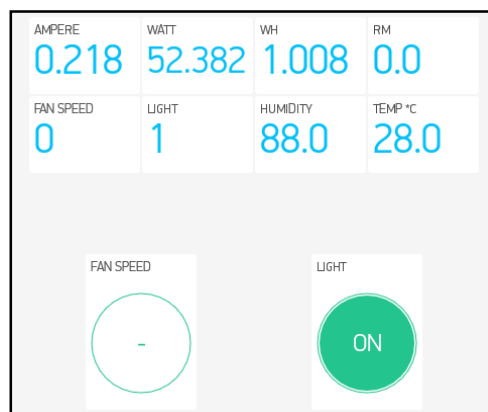 AMPERE WATT WH RM
0.218 52.382 1.008 0.0
FAN SPEED LIGHT HUMIDITY TEMP *C
0 1 88.0 28.0
FAN SPEED LIGHT
- ON